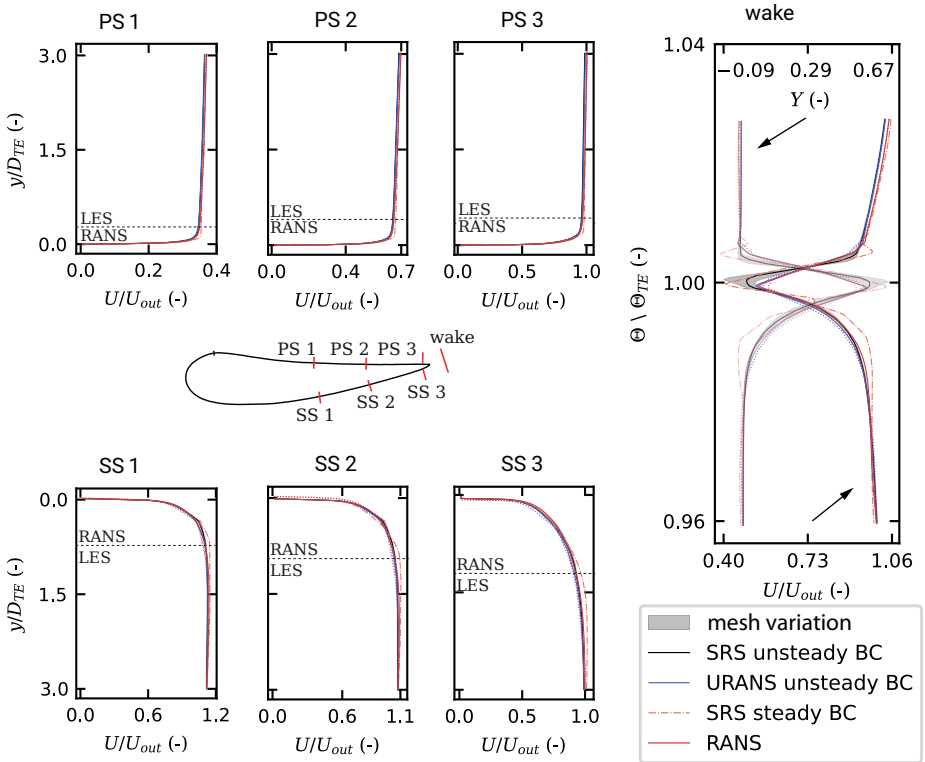 PS 1
PS 2
PS 3
wake
3.0
1.5
0.0
y/D_TE (-)
LES
RANS
0.0
0.4
U/U_out (-)
LES
RANS
0.0
0.4
0.7
U/U_out (-)
LES
RANS
0.0
1.0
U/U_out (-)
1.04
1.00
0.96
Θ \ Θ_TE (-)
−0.09
0.29
0.67
Y (-)
0.40
0.73
1.06
U/U_out (-)
PS 1
PS 2
PS 3
wake
SS 1
SS 2
SS 3
SS 1
SS 2
SS 3
0.0
1.5
3.0
y/D_TE (-)
RANS
LES
0.0
0.6
1.2
U/U_out (-)
RANS
LES
0.0
0.6
1.1
U/U_out (-)
RANS
LES
0.0
0.5
1.0
U/U_out (-)
mesh variation
SRS unsteady BC
URANS unsteady BC
SRS steady BC
RANS